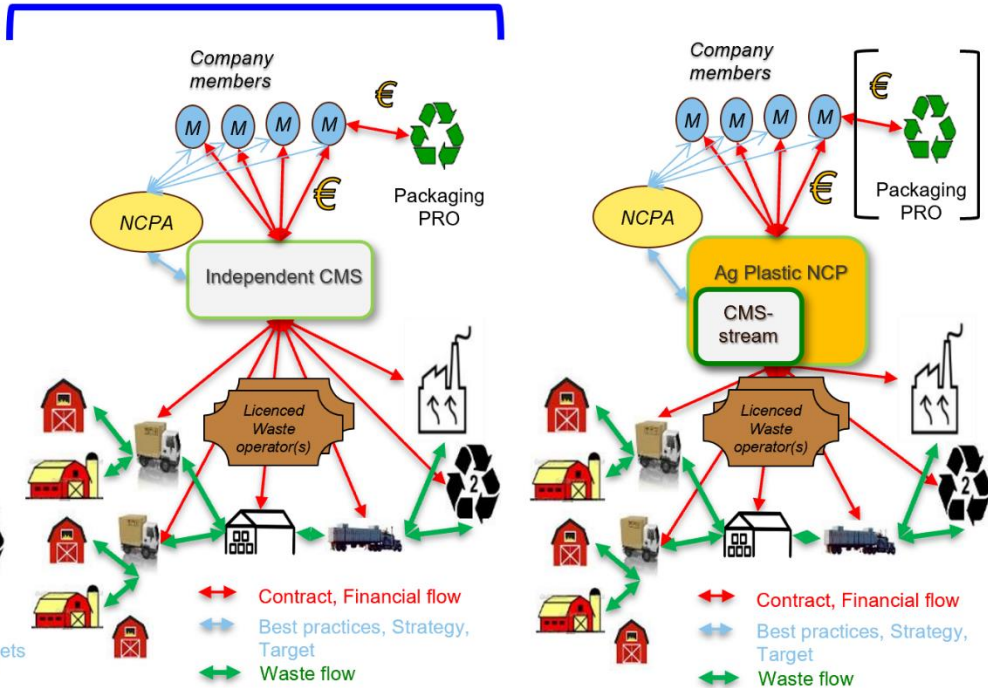 Company
members
€
M M M M
€
Packaging
PRO
NCPA
Independent CMS
Licenced
Waste
operator(s)
2
Contract, Financial flow
Best practices, Strategy,
Target
Waste flow
ets
Company
members
€
M M M M
€
Packaging
PRO
NCPA
Ag Plastic NCP
CMS-
stream
Licenced
Waste
operator(s)
2
Contract, Financial flow
Best practices, Strategy,
Target
Waste flow